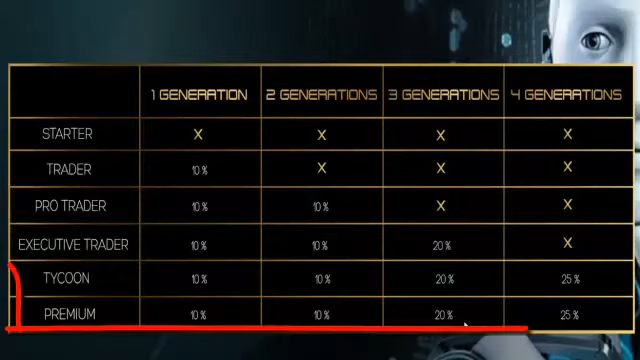 1 GENERATION 2 GENERATIONS 3 GENERATIONS 4 GENERATIONS
STARTER X X X X
TRADER 10 % X X X
PRO TRADER 10 % 10 % X X
EXECUTIVE TRADER 10 % 10 % 20 % X
TYCOON 10 % 10 % 20 % 25 %
PREMIUM 10 % 10 % 20 % 25 %